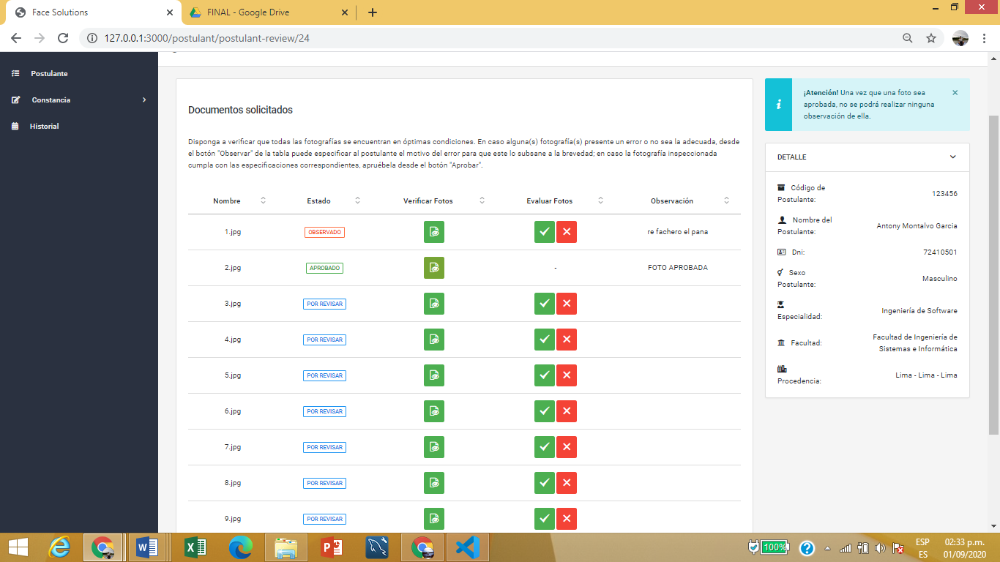 Face Solutions
FINAL - Google Drive
127.0.0.1:3000/postulant/postulant-review/24
Postulante
Constancia
Historial
Documentos solicitados
Disponga a verificar que todas las fotografías se encuentran en óptimas condiciones. En caso alguna(s) fotografía(s) presente un error o no sea la adecuada, desde
el botón "Observar" de la tabla puede especificar al postulante el motivo del error para que este lo subsane a la brevedad; en caso la fotografía inspeccionada
cumpla con las especificaciones correspondientes, apruébela desde el botón "Aprobar".
Nombre Estado Verificar Fotos Evaluar Fotos Observación
1.jpg OBSERVADO re fachero el pana
2.jpg APROBADO - FOTO APROBADA
3.jpg POR REVISAR
4.jpg POR REVISAR
5.jpg POR REVISAR
6.jpg POR REVISAR
7.jpg POR REVISAR
8.jpg POR REVISAR
9.jpg POR REVISAR
¡Atención! Una vez que una foto sea
aprobada, no se podrá realizar ninguna
observación de ella.
DETALLE
Código de
Postulante:
123456
Nombre del
Postulante:
Antony Montalvo Garcia
Dni:
72410501
Sexo
Postulante:
Masculino
Especialidad:
Ingeniería de Software
Facultad:
Facultad de Ingeniería de
Sistemas e Informática
Procedencia:
Lima - Lima - Lima
100%
ESP
ES
02:33 p.m.
01/09/2020